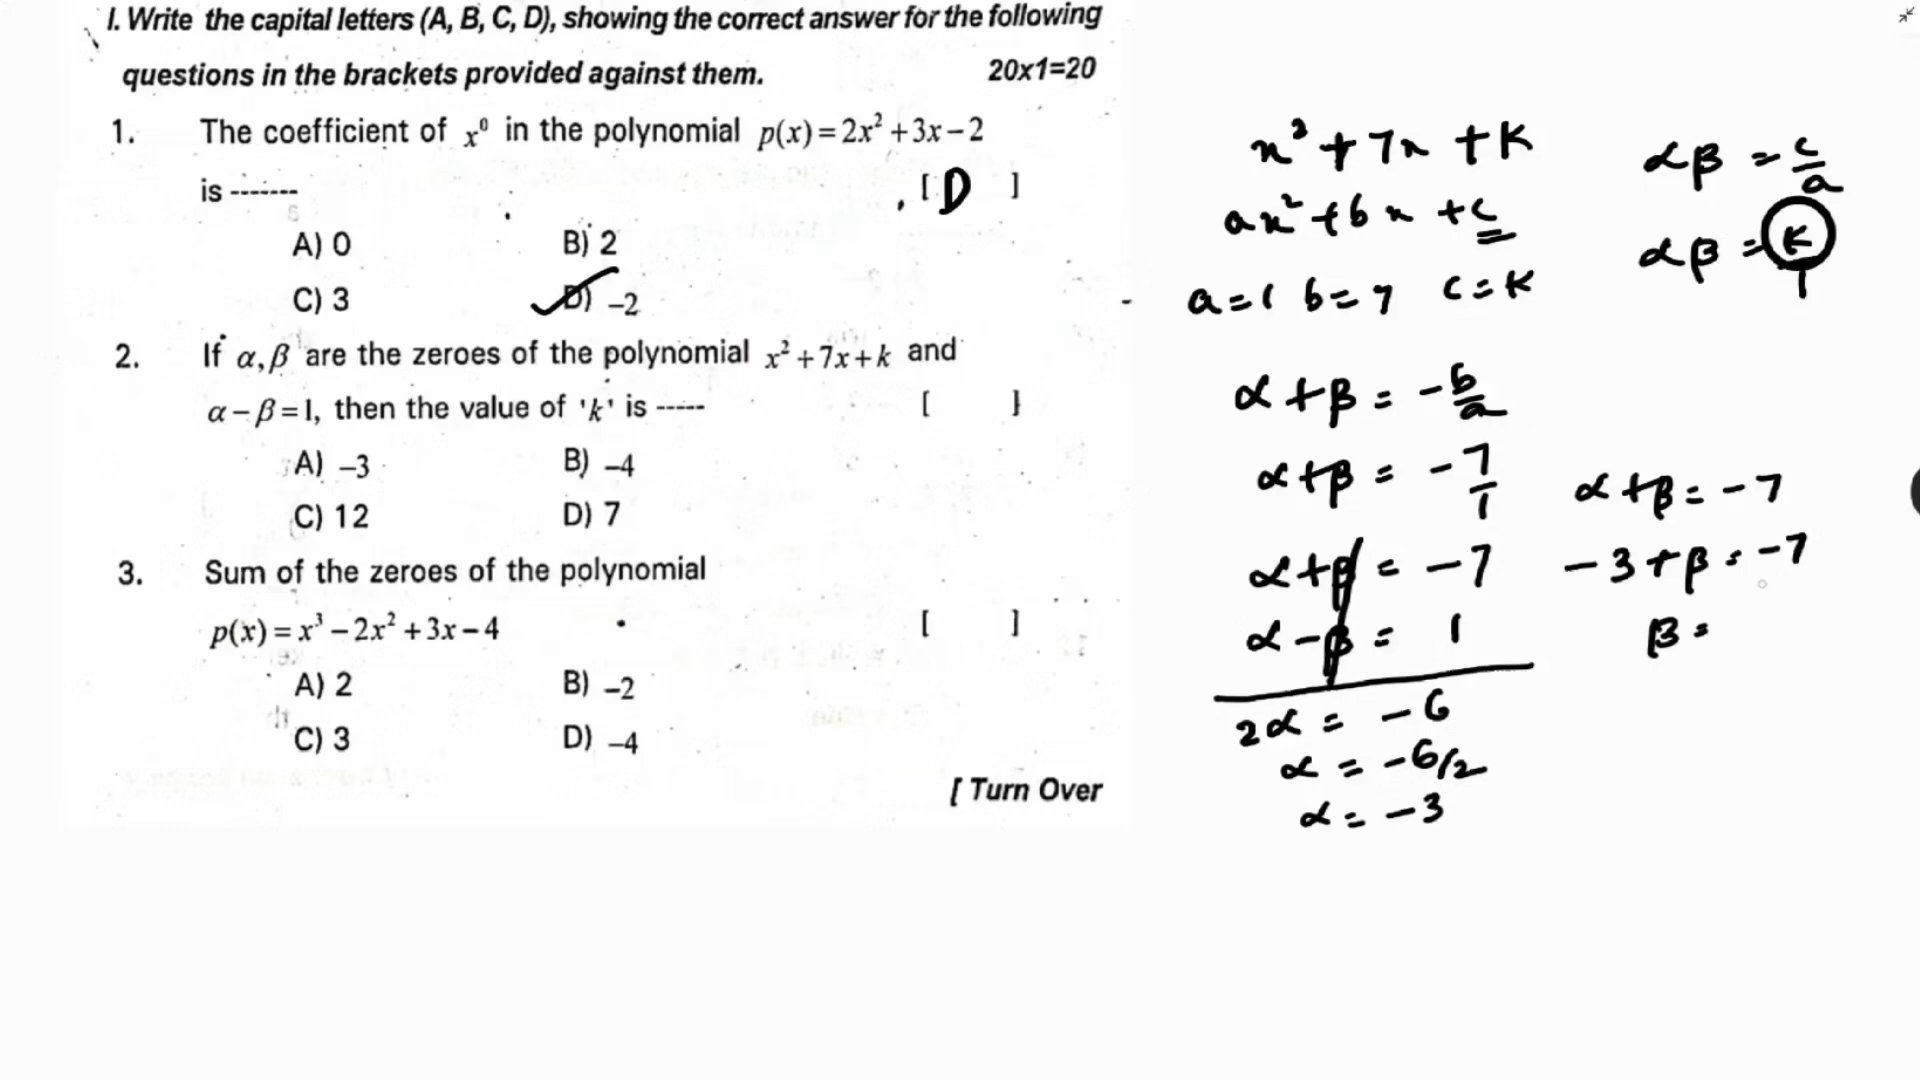 I. Write the capital letters (A, B, C, D), showing the correct answer for the following
questions in the brackets provided against them. 20x1=20
1. The coefficient of x⁰ in the polynomial p(x)=2x²+3x−2
is ------- [ D ]
A) 0 B) 2
C) 3 D) −2
2. If α,β are the zeroes of the polynomial x²+7x+k and
α−β=1, then the value of 'k' is ----- [ ]
A) −3 B) −4
C) 12 D) 7
3. Sum of the zeroes of the polynomial
p(x)=x³−2x²+3x−4 [ ]
A) 2 B) −2
C) 3 D) −4
[ Turn Over
x²+7x+K
ax²+bx+c
a=1 b=7 c=K
α+β = -b/a
α+β = -7/1
α+β = -7
α-β = 1
2α = -6
α = -6/2
α = -3
αβ = c/a
αβ = K/1
α+β = -7
-3+β = -7
β =